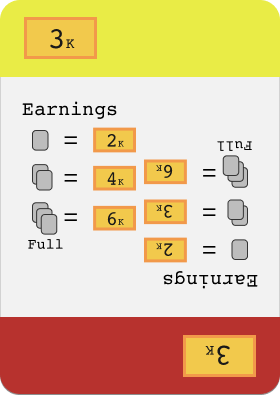 3K
Earnings
= 2K
= 4K
= 6K
Full
3K
Earnings
= 2K
= 3K
= 6K
Full